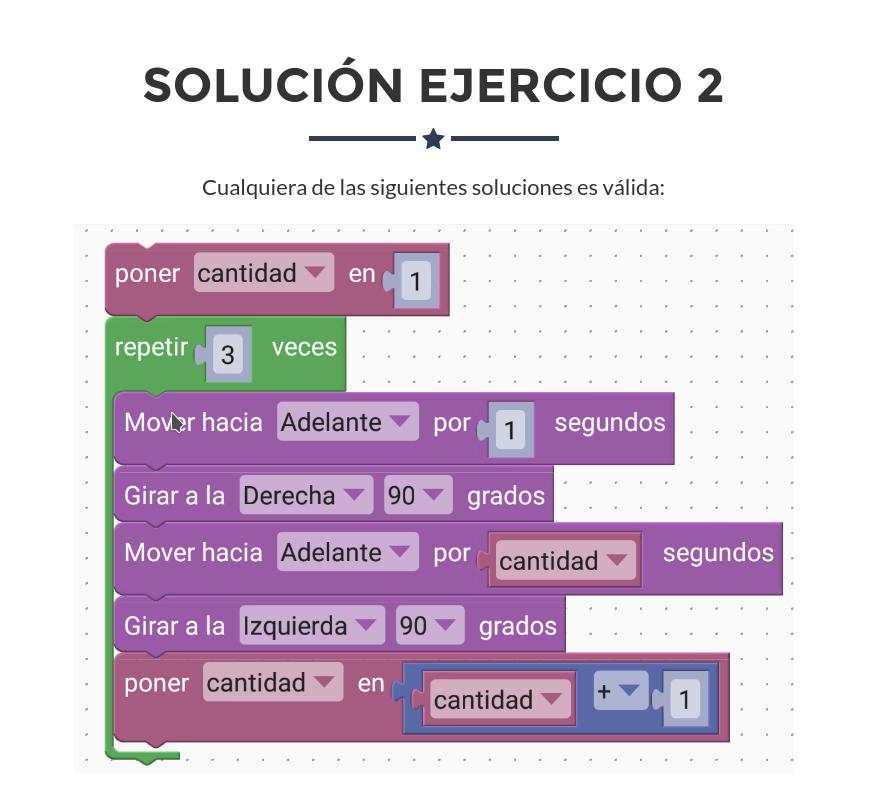 SOLUCIÓN EJERCICIO 2
Cualquiera de las siguientes soluciones es válida:
poner cantidad en 1
repetir 3 veces
Mover hacia Adelante por 1 segundos
Girar a la Derecha 90 grados
Mover hacia Adelante por cantidad segundos
Girar a la Izquierda 90 grados
poner cantidad en cantidad + 1